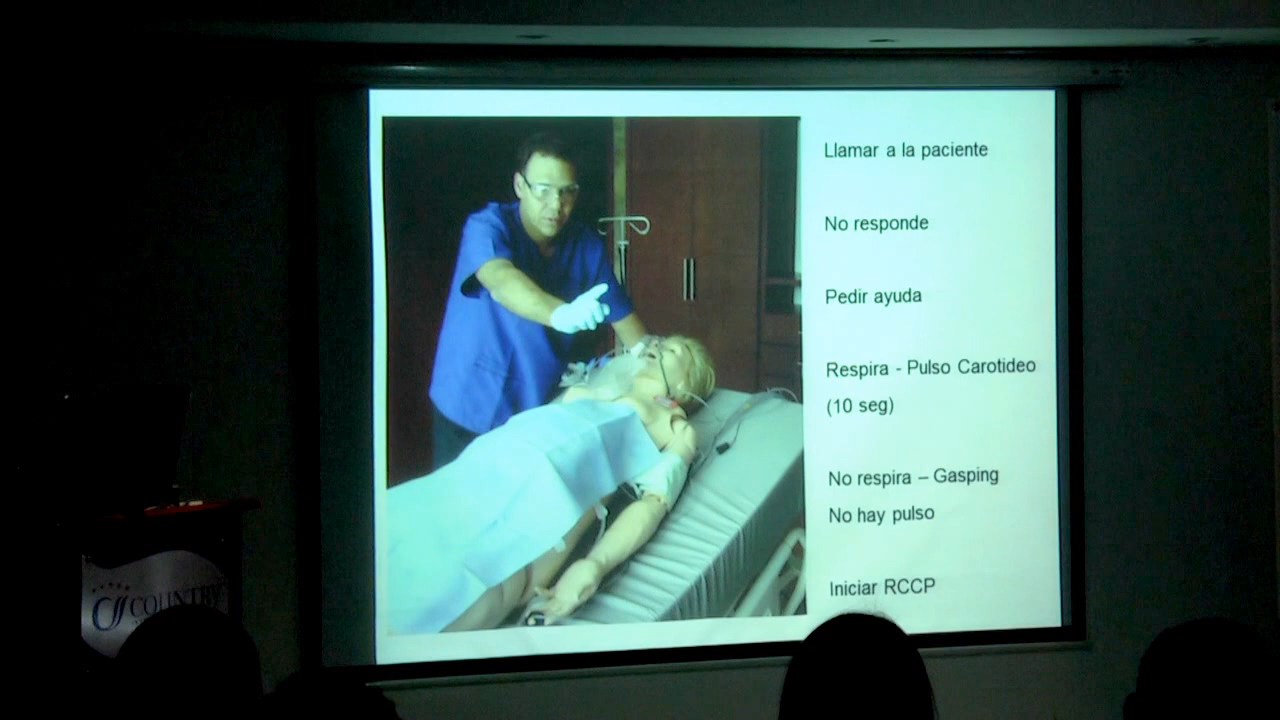 Llamar a la paciente
No responde
Pedir ayuda
Respira - Pulso Carotideo
(10 seg)
No respira – Gasping
No hay pulso
Iniciar RCCP
COUNTRY